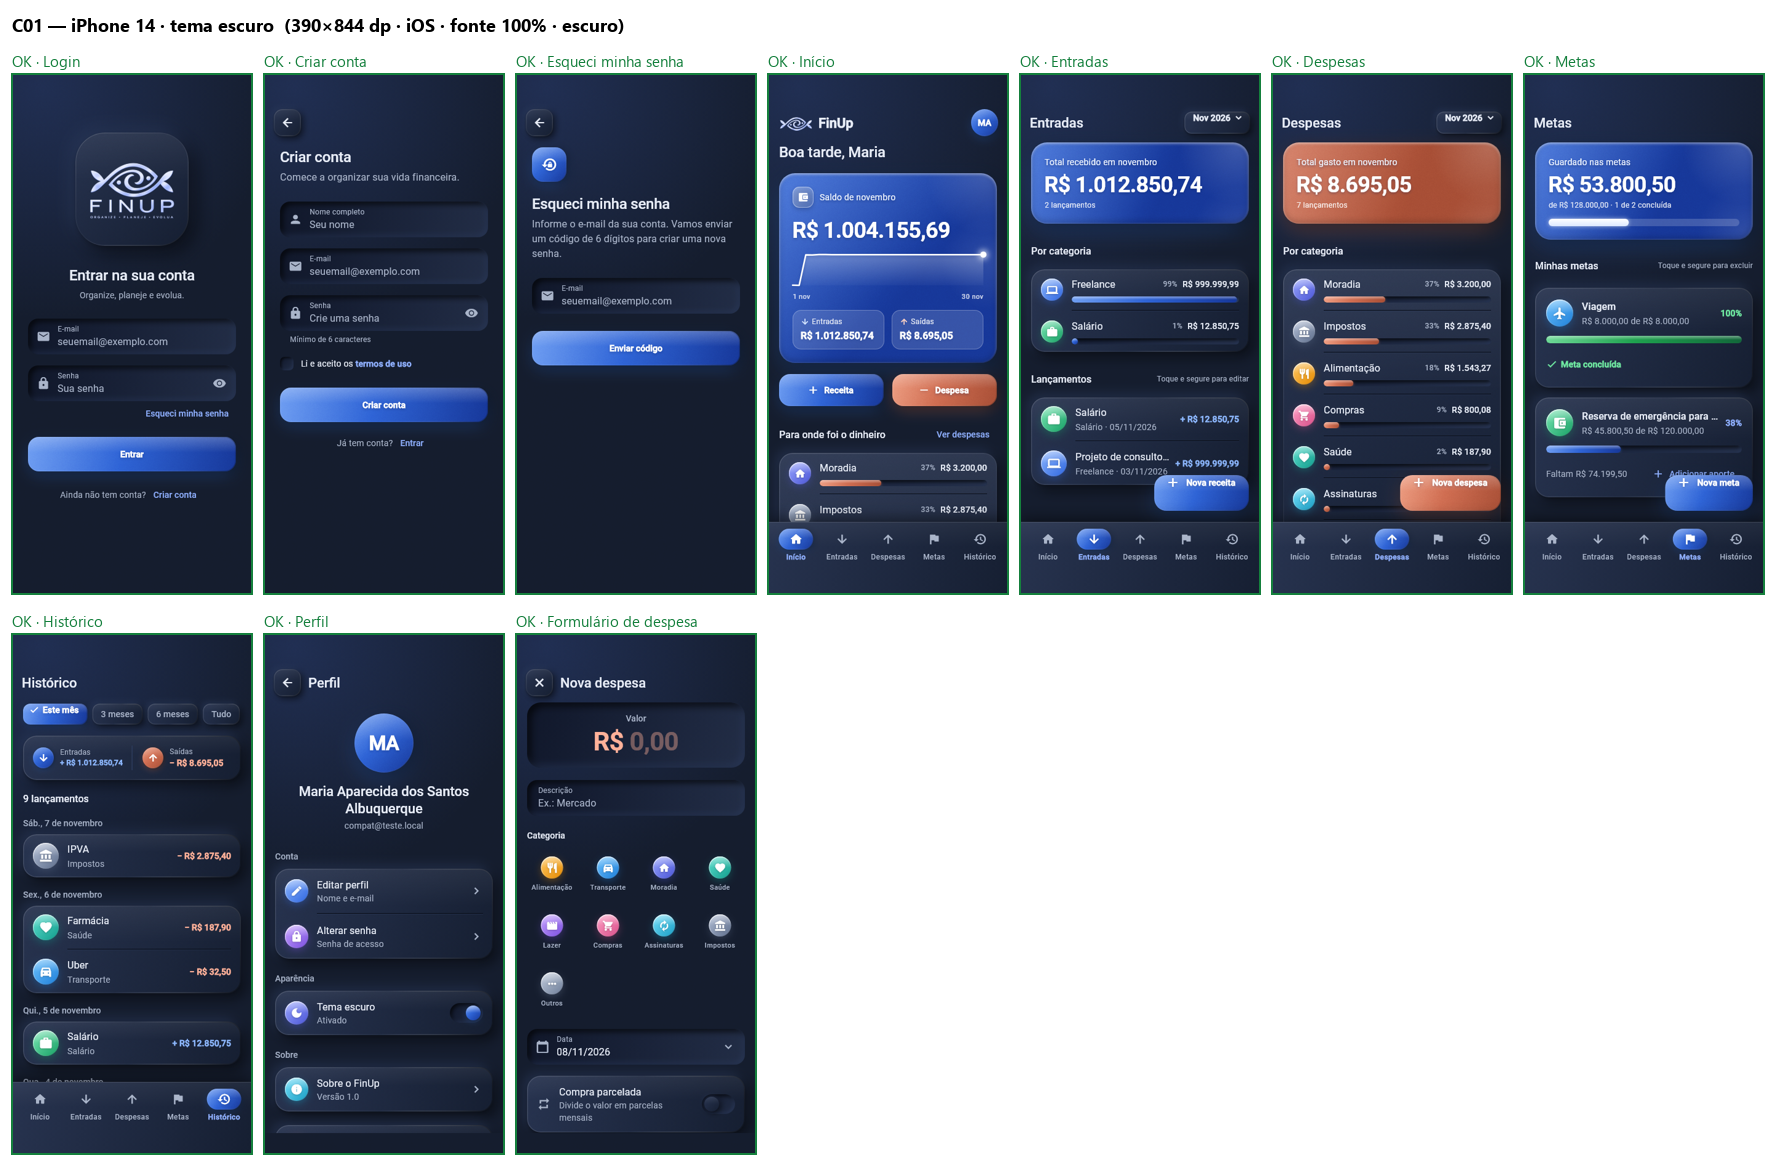 C01 — iPhone 14 · tema escuro (390×844 dp · iOS · fonte 100% · escuro)
OK · Login
FINUP
ORGANIZE • PLANEJE • EVOLUA
Entrar na sua conta
Organize, planeje e evolua.
E-mail
seuemail@exemplo.com
Senha
Sua senha
Esqueci minha senha
Entrar
Ainda não tem conta? Criar conta
OK · Criar conta
Criar conta
Comece a organizar sua vida financeira.
Nome completo
Seu nome
E-mail
seuemail@exemplo.com
Senha
Crie uma senha
Mínimo de 6 caracteres
Li e aceito os termos de uso
Criar conta
Já tem conta? Entrar
OK · Esqueci minha senha
Esqueci minha senha
Informe o e-mail da sua conta. Vamos enviar
um código de 6 dígitos para criar uma nova
senha.
E-mail
seuemail@exemplo.com
Enviar código
OK · Início
FinUp
MA
Boa tarde, Maria
Saldo de novembro
R$ 1.004.155,69
1 nov
30 nov
Entradas
R$ 1.012.850,74
Saídas
R$ 8.695,05
+ Receita
− Despesa
Para onde foi o dinheiro
Ver despesas
Moradia 37% R$ 3.200,00
Impostos 33% R$ 2.875,40
Início Entradas Despesas Metas Histórico
OK · Entradas
Entradas
Nov 2026
Total recebido em novembro
R$ 1.012.850,74
2 lançamentos
Por categoria
Freelance 99% R$ 999.999,99
Salário 1% R$ 12.850,75
Lançamentos
Toque e segure para editar
Salário
Salário · 05/11/2026
+ R$ 12.850,75
Projeto de consulto...
Freelance · 03/11/2026
+ R$ 999.999,99
+ Nova receita
Início Entradas Despesas Metas Histórico
OK · Despesas
Despesas
Nov 2026
Total gasto em novembro
R$ 8.695,05
7 lançamentos
Por categoria
Moradia 37% R$ 3.200,00
Impostos 33% R$ 2.875,40
Alimentação 18% R$ 1.543,27
Compras 9% R$ 800,08
Saúde 2% R$ 187,90
Assinaturas
+ Nova despesa
Início Entradas Despesas Metas Histórico
OK · Metas
Metas
Guardado nas metas
R$ 53.800,50
de R$ 128.000,00 · 1 de 2 concluída
Minhas metas
Toque e segure para excluir
Viagem
R$ 8.000,00 de R$ 8.000,00
100%
Meta concluída
Reserva de emergência para ...
R$ 45.800,50 de R$ 120.000,00
38%
Faltam R$ 74.199,50
+ Adicionar aporte
+ Nova meta
Início Entradas Despesas Metas Histórico
OK · Histórico
Histórico
Este mês
3 meses
6 meses
Tudo
Entradas
+ R$ 1.012.850,74
Saídas
− R$ 8.695,05
9 lançamentos
Sáb., 7 de novembro
IPVA
Impostos
− R$ 2.875,40
Sex., 6 de novembro
Farmácia
Saúde
− R$ 187,90
Uber
Transporte
− R$ 32,50
Qui., 5 de novembro
Salário
Salário
+ R$ 12.850,75
Qua., 4 de novembro
Início Entradas Despesas Metas Histórico
OK · Perfil
Perfil
MA
Maria Aparecida dos Santos
Albuquerque
compat@teste.local
Conta
Editar perfil
Nome e e-mail
Alterar senha
Senha de acesso
Aparência
Tema escuro
Ativado
Sobre
Sobre o FinUp
Versão 1.0
OK · Formulário de despesa
Nova despesa
Valor
R$ 0,00
Descrição
Ex.: Mercado
Categoria
Alimentação Transporte Moradia Saúde
Lazer Compras Assinaturas Impostos
Outros
Data
08/11/2026
Compra parcelada
Divide o valor em parcelas
mensais